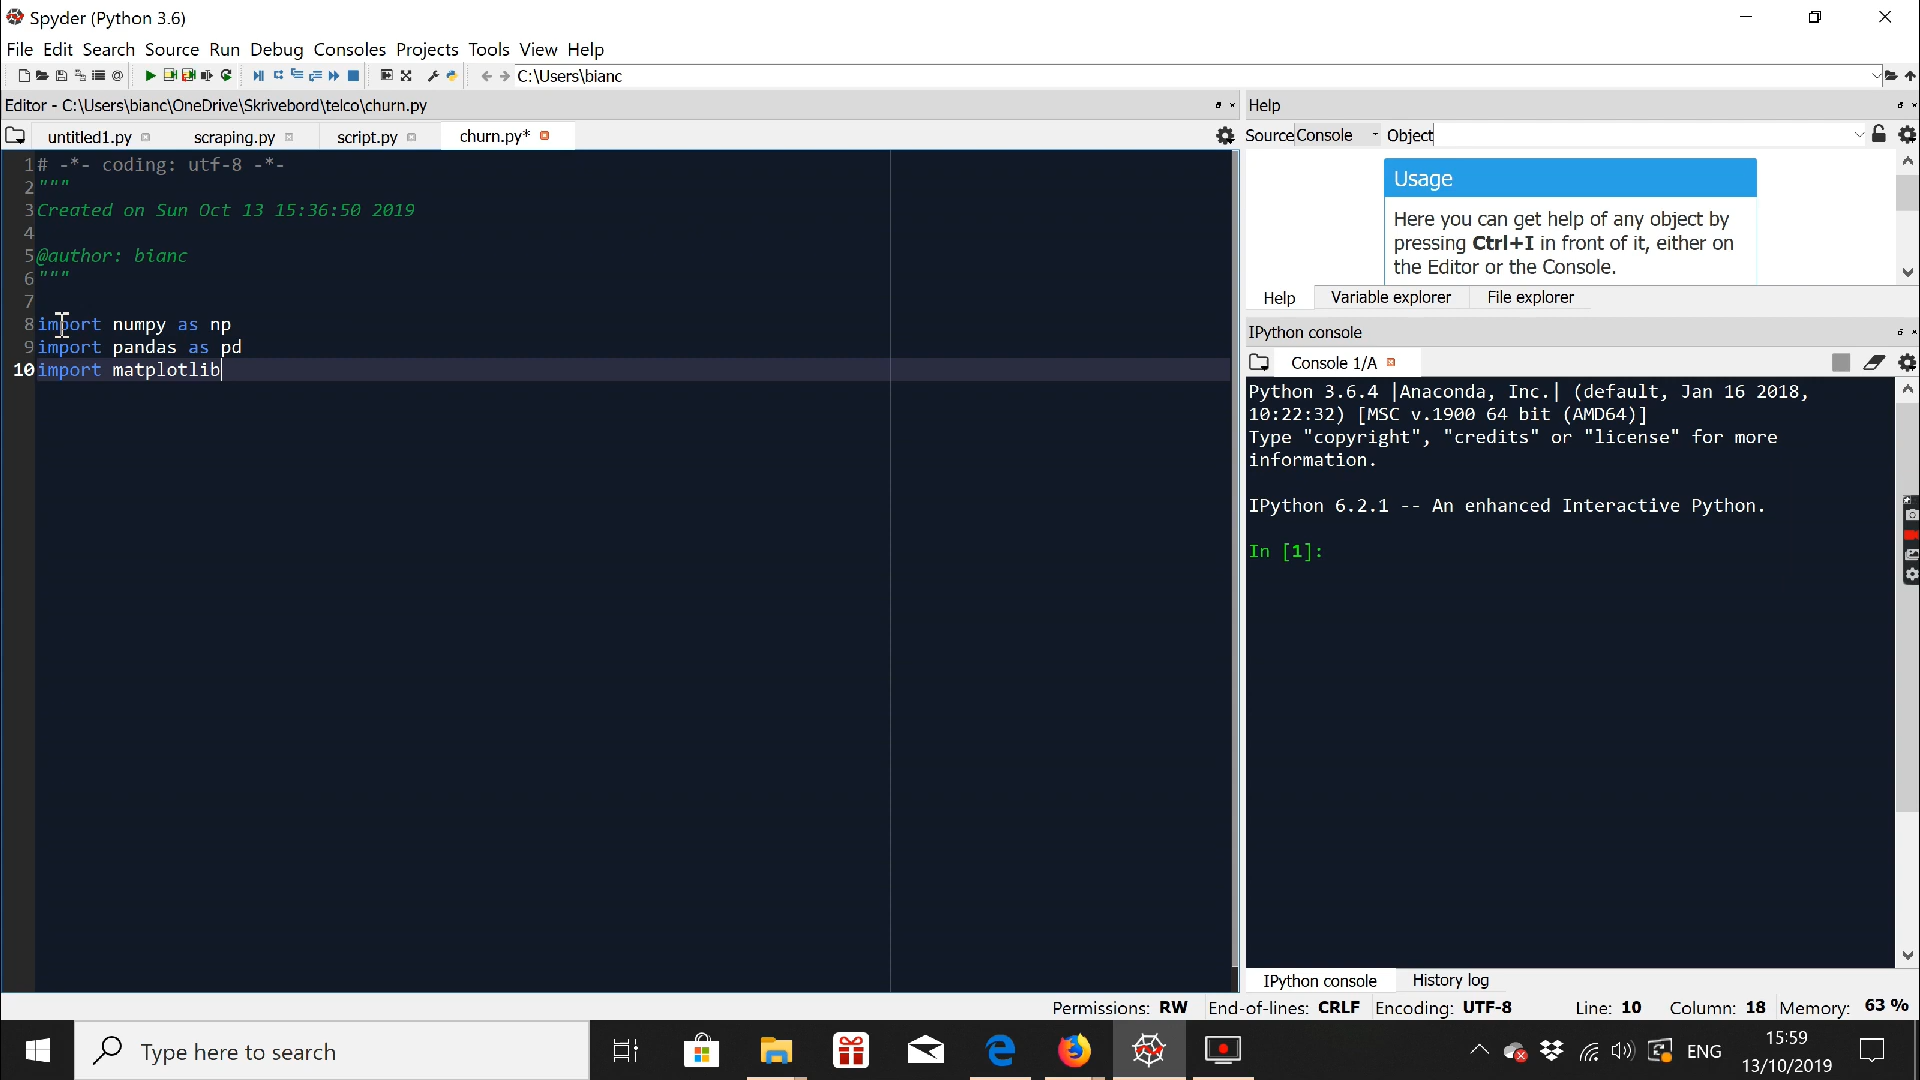 Spyder (Python 3.6)
File Edit Search Source Run Debug Consoles Projects Tools View Help
C:\Users\bianc
Editor - C:\Users\bianc\OneDrive\Skrivebord\telco\churn.py
Help
untitled1.py scraping.py script.py churn.py*
Source Console Object
1 # -*- coding: utf-8 -*-
2 """
3 Created on Sun Oct 13 15:36:50 2019
4
5 @author: bianc
6 """
7
8 import numpy as np
9 import pandas as pd
10 import matplotlib
Usage
Here you can get help of any object by
pressing Ctrl+I in front of it, either on
the Editor or the Console.
Help Variable explorer File explorer
IPython console
Console 1/A
Python 3.6.4 |Anaconda, Inc.| (default, Jan 16 2018,
10:22:32) [MSC v.1900 64 bit (AMD64)]
Type "copyright", "credits" or "license" for more
information.
IPython 6.2.1 -- An enhanced Interactive Python.
In [1]:
IPython console History log
Permissions: RW End-of-lines: CRLF Encoding: UTF-8 Line: 10 Column: 18 Memory: 63 %
Type here to search
ENG
15:59
13/10/2019